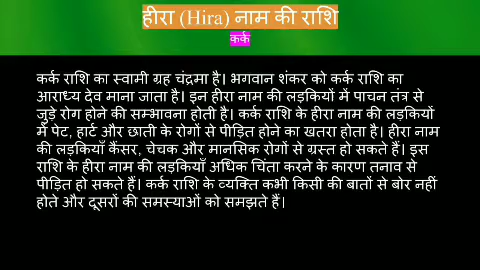 हीरा (Hira) नाम की राशि
कर्क
कर्क राशि का स्वामी ग्रह चंद्रमा है। भगवान शंकर को कर्क राशि का
आराध्य देव माना जाता है। इन हीरा नाम की लड़कियों में पाचन तंत्र से
जुड़े रोग होने की सम्भावना होती है। कर्क राशि के हीरा नाम की लड़कियों
में पेट, हार्ट और छाती के रोगों से पीड़ित होने का खतरा होता है। हीरा नाम
की लड़कियाँ कैंसर, चेचक और मानसिक रोगों से ग्रस्त हो सकते हैं। इस
राशि के हीरा नाम की लड़कियाँ अधिक चिंता करने के कारण तनाव से
पीड़ित हो सकते हैं। कर्क राशि के व्यक्ति कभी किसी की बातों से बोर नहीं
होते और दूसरों की समस्याओं को समझते हैं।